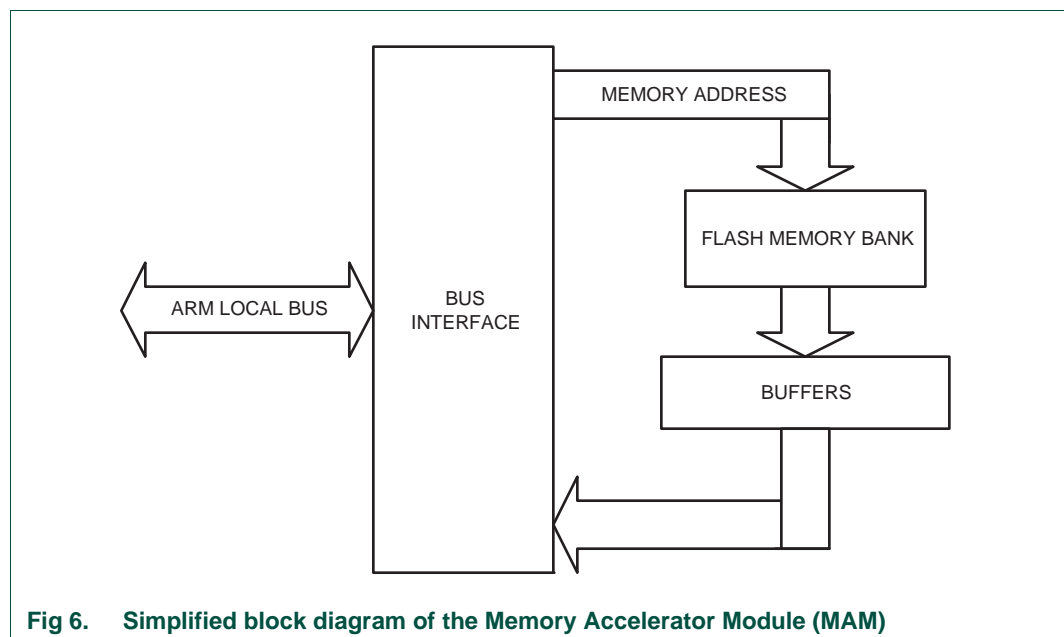 MEMORY ADDRESS
FLASH MEMORY BANK
ARM LOCAL BUS
BUS
INTERFACE
BUFFERS
Fig 6. Simplified block diagram of the Memory Accelerator Module (MAM)